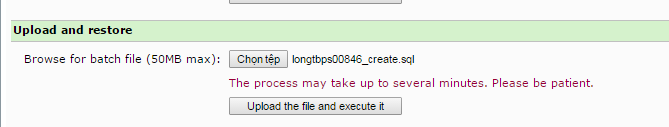 Upload and restore
Browse for batch file (50MB max): Chọn tệp longtbps00846_create.sql
The process may take up to several minutes. Please be patient.
Upload the file and execute it